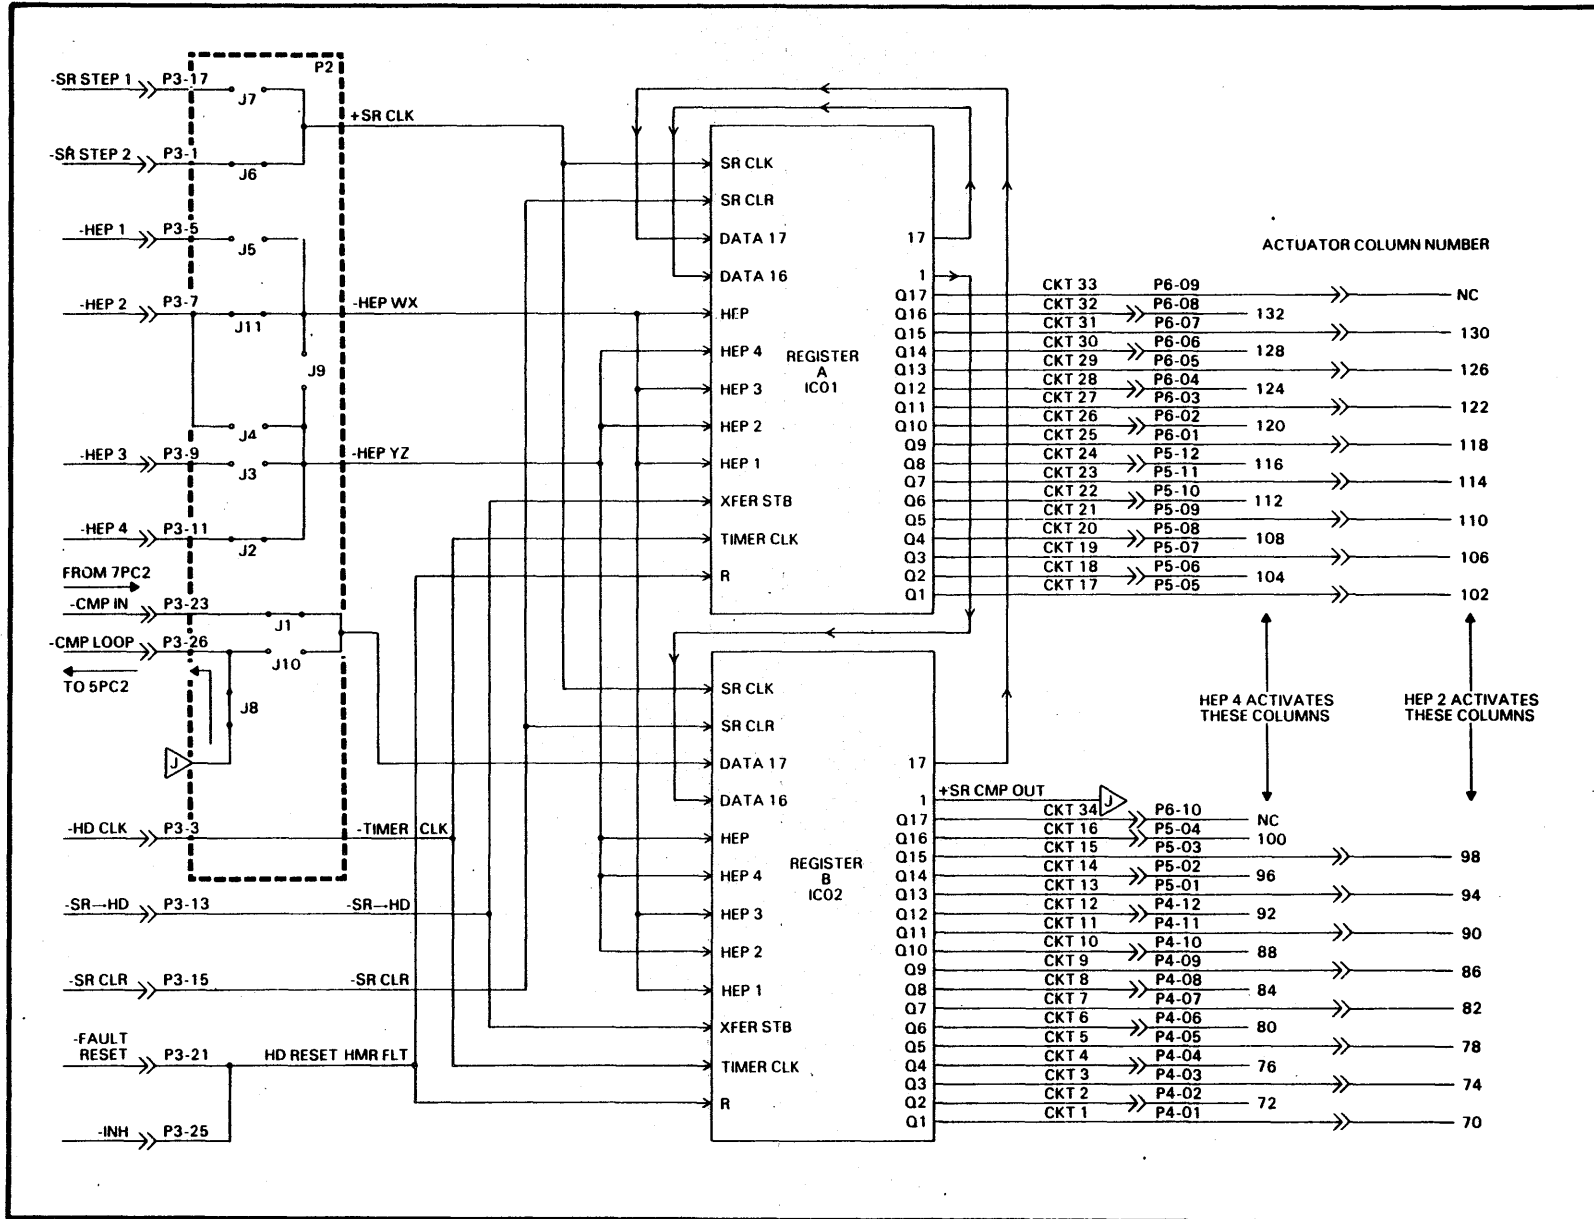 P2
-SR STEP 1 P3-17
J7
+SR CLK
-SR STEP 2 P3-1
J6
-HEP 1 P3-5
J5
-HEP 2 P3-7
J11
-HEP WX
J9
J4
-HEP 3 P3-9
J3
-HEP YZ
-HEP 4 P3-11
J2
FROM 7PC2
-CMP IN P3-23
J1
-CMP LOOP P3-26
J10
TO 5PC2
J8
J
-HD CLK P3-3
-TIMER CLK
-SR→HD P3-13
-SR→HD
-SR CLR P3-15
-SR CLR
-FAULT
RESET P3-21
HD RESET HMR FLT
-INH P3-25
SR CLK
SR CLR
DATA 17
DATA 16
HEP
HEP 4
HEP 3
HEP 2
HEP 1
XFER STB
TIMER CLK
R
REGISTER
A
IC01
17
1
ACTUATOR COLUMN NUMBER
Q17 CKT 33 P6-09 NC
Q16 CKT 32 P6-08 132
Q15 CKT 31 P6-07 130
Q14 CKT 30 P6-06 128
Q13 CKT 29 P6-05 126
Q12 CKT 28 P6-04 124
Q11 CKT 27 P6-03 122
Q10 CKT 26 P6-02 120
Q9 CKT 25 P6-01 118
Q8 CKT 24 P5-12 116
Q7 CKT 23 P5-11 114
Q6 CKT 22 P5-10 112
Q5 CKT 21 P5-09 110
Q4 CKT 20 P5-08 108
Q3 CKT 19 P5-07 106
Q2 CKT 18 P5-06 104
Q1 CKT 17 P5-05 102
HEP 4 ACTIVATES
THESE COLUMNS
HEP 2 ACTIVATES
THESE COLUMNS
SR CLK
SR CLR
DATA 17
DATA 16
HEP
HEP 4
HEP 3
HEP 2
HEP 1
XFER STB
TIMER CLK
R
REGISTER
B
IC02
17
1
+SR CMP OUT
J
Q17 CKT 34 P6-10 NC
Q16 CKT 16 P5-04 100
Q15 CKT 15 P5-03 98
Q14 CKT 14 P5-02 96
Q13 CKT 13 P5-01 94
Q12 CKT 12 P4-12 92
Q11 CKT 11 P4-11 90
Q10 CKT 10 P4-10 88
Q9 CKT 9 P4-09 86
Q8 CKT 8 P4-08 84
Q7 CKT 7 P4-07 82
Q6 CKT 6 P4-06 80
Q5 CKT 5 P4-05 78
Q4 CKT 4 P4-04 76
Q3 CKT 3 P4-03 74
Q2 CKT 2 P4-02 72
Q1 CKT 1 P4-01 70